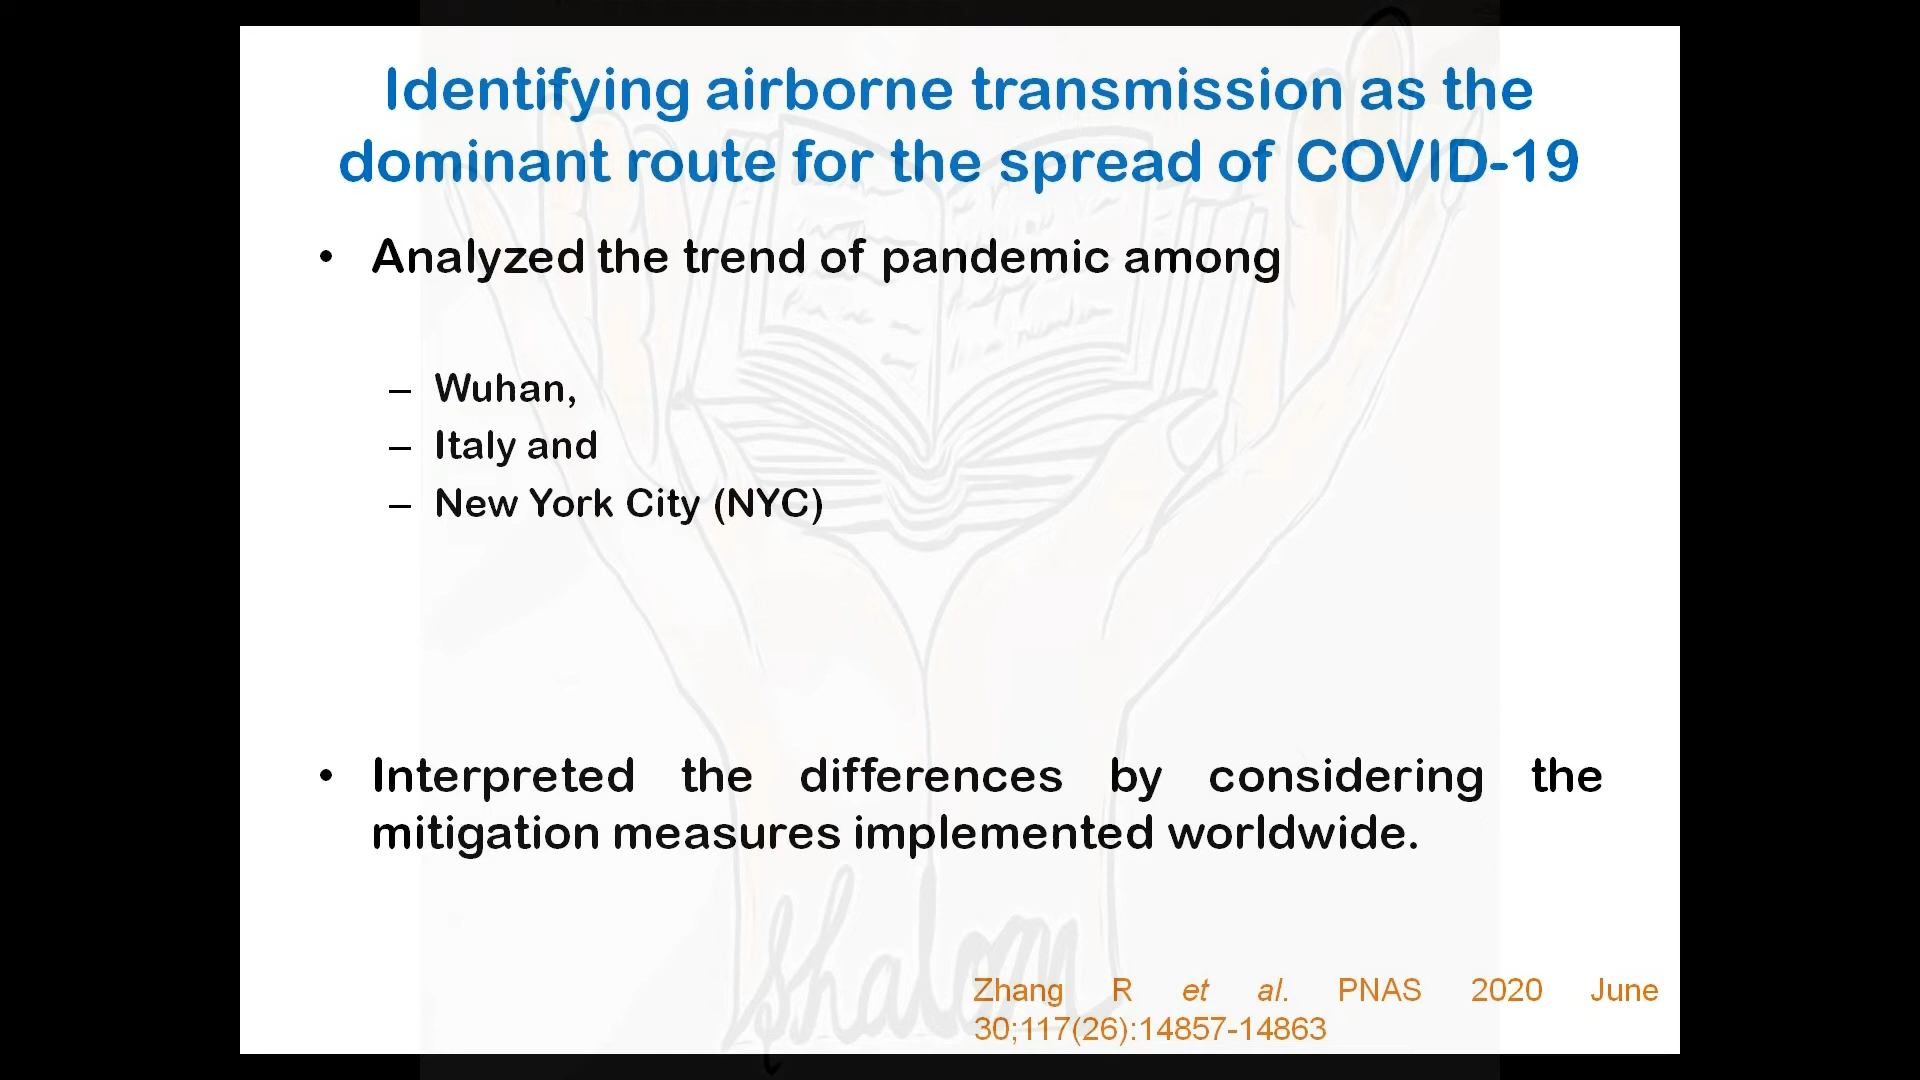 Identifying airborne transmission as the
dominant route for the spread of COVID-19
• Analyzed the trend of pandemic among
– Wuhan,
– Italy and
– New York City (NYC)
• Interpreted the differences by considering the
mitigation measures implemented worldwide.
shalom
Zhang R et al. PNAS 2020 June
30;117(26):14857-14863